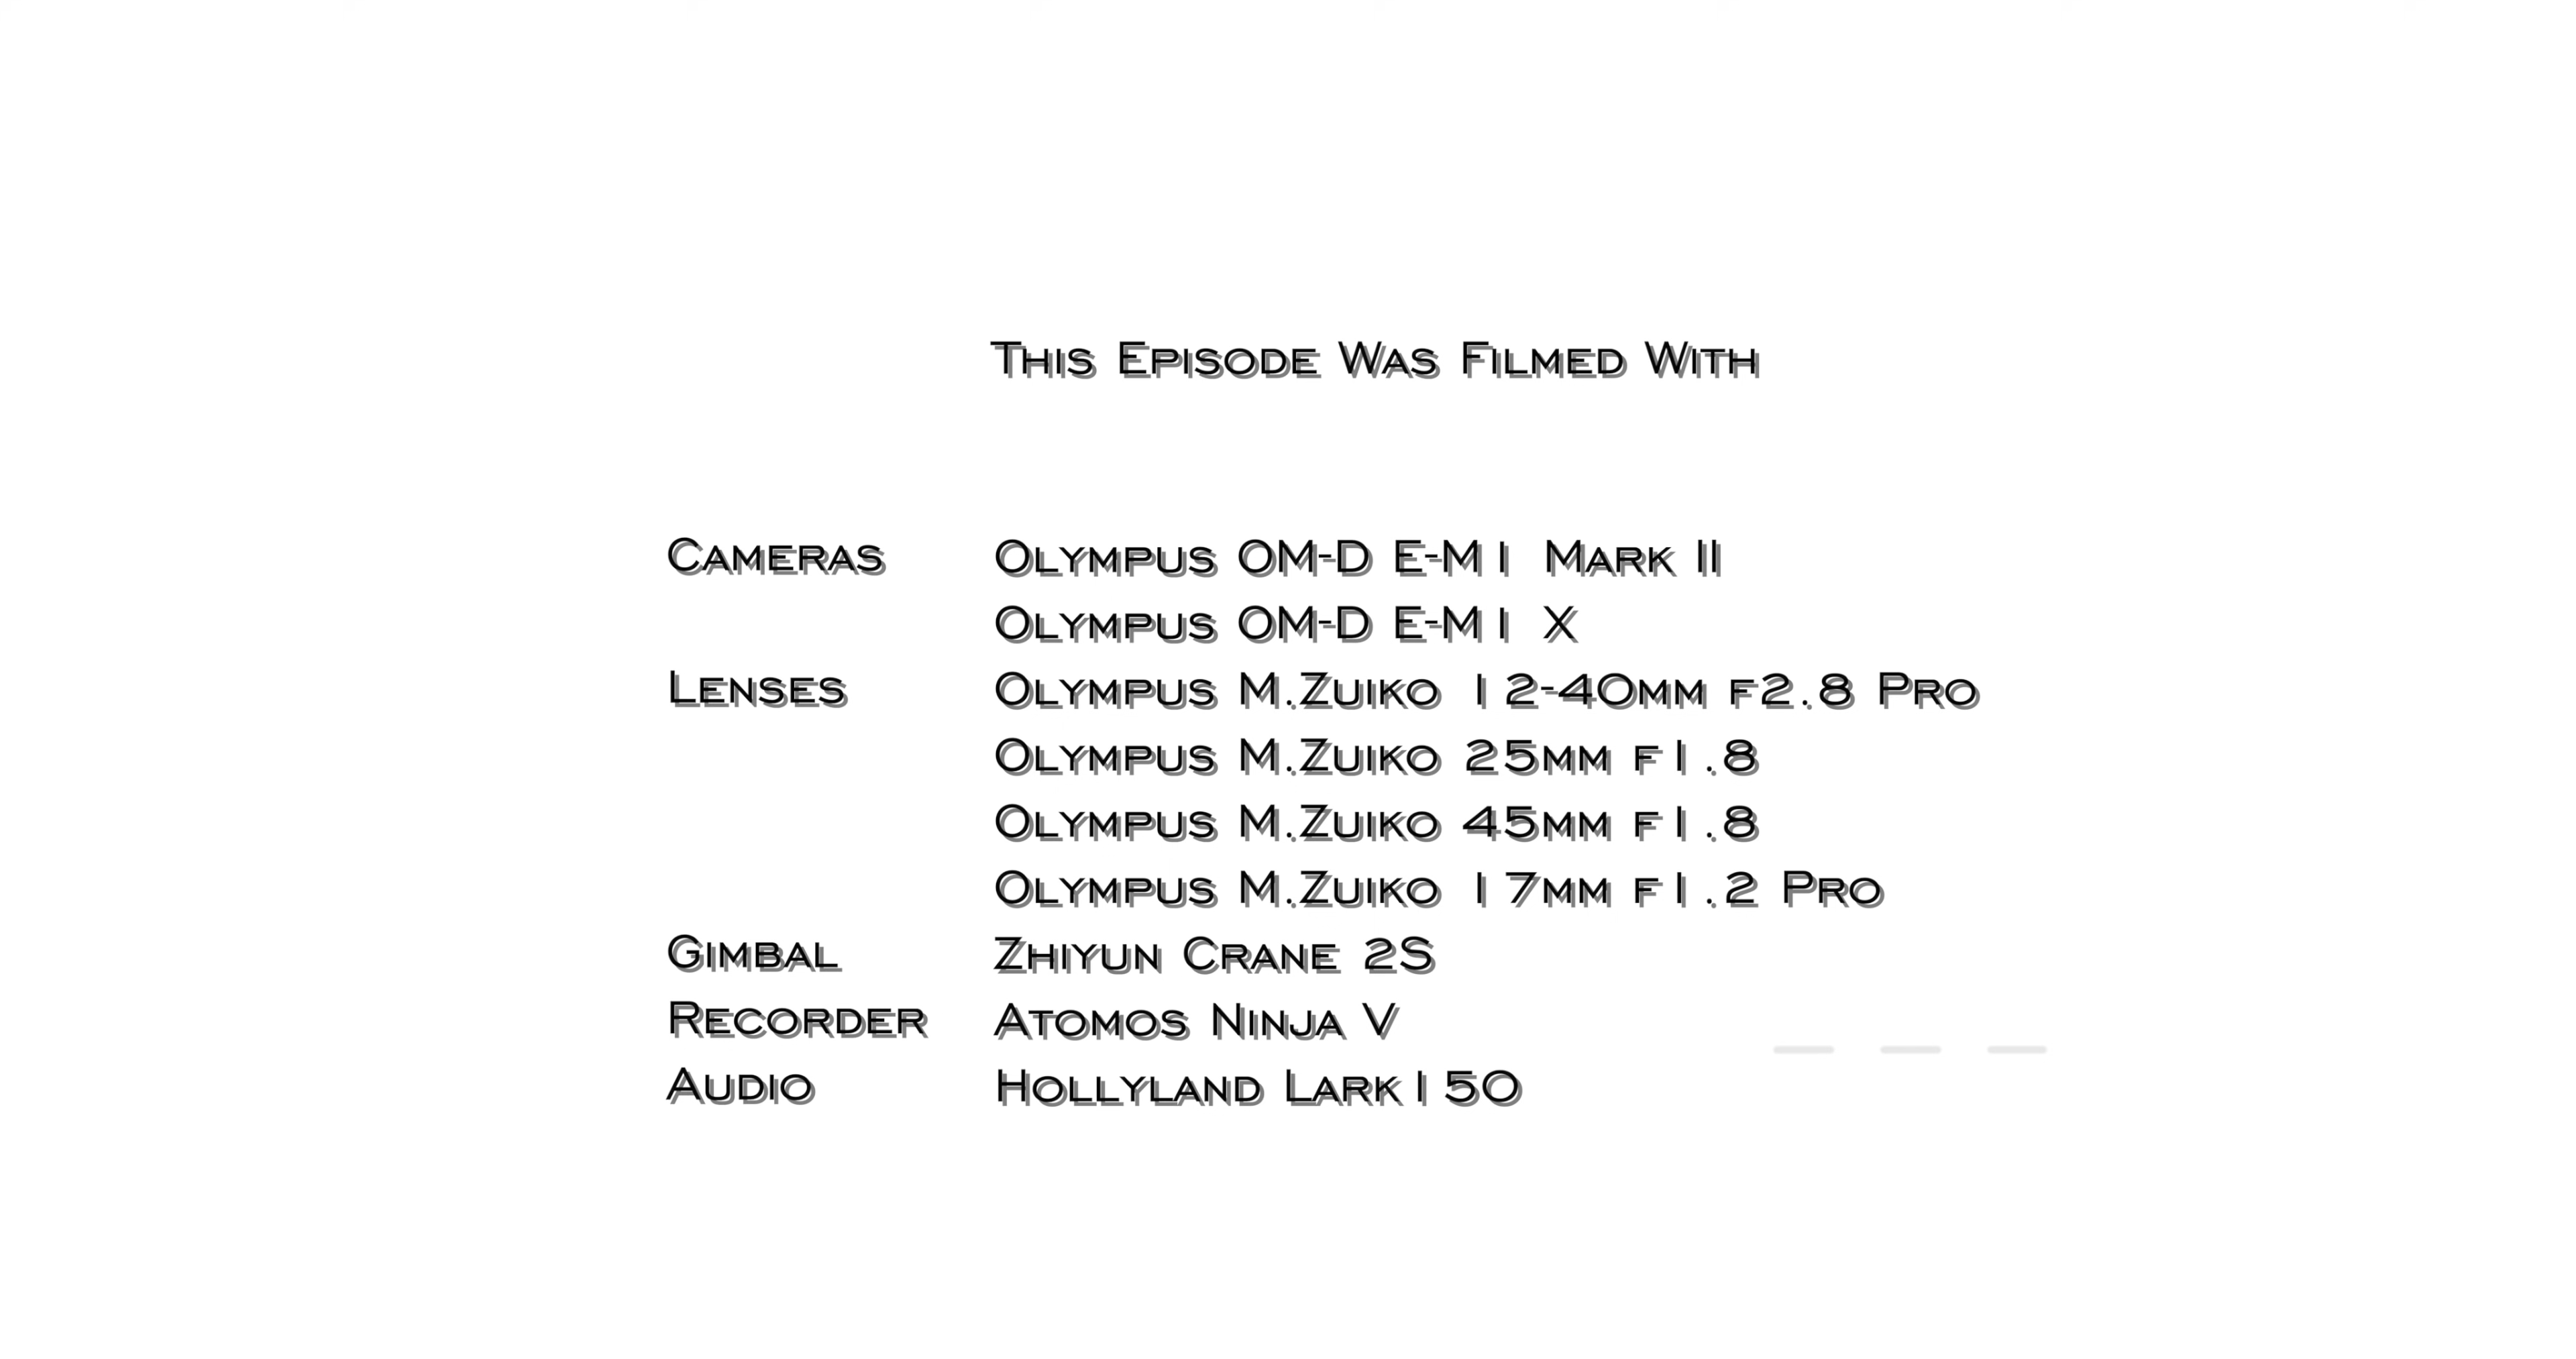 This Episode Was Filmed With
Cameras Olympus OM-D E-M1 Mark II
Olympus OM-D E-M1 X
Lenses Olympus M.Zuiko 12-40mm f2.8 Pro
Olympus M.Zuiko 25mm f1.8
Olympus M.Zuiko 45mm f1.8
Olympus M.Zuiko 17mm f1.2 Pro
Gimbal Zhiyun Crane 2S
Recorder Atomos Ninja V
Audio Hollyland Lark150